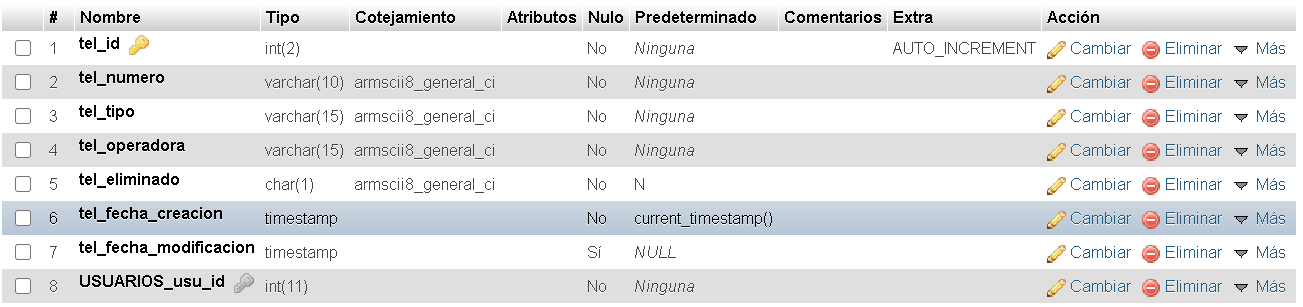 # Nombre Tipo Cotejamiento Atributos Nulo Predeterminado Comentarios Extra Acción
1 tel_id int(2) No Ninguna AUTO_INCREMENT Cambiar Eliminar Más
2 tel_numero varchar(10) armscii8_general_ci No Ninguna Cambiar Eliminar Más
3 tel_tipo varchar(15) armscii8_general_ci No Ninguna Cambiar Eliminar Más
4 tel_operadora varchar(15) armscii8_general_ci No Ninguna Cambiar Eliminar Más
5 tel_eliminado char(1) armscii8_general_ci No N Cambiar Eliminar Más
6 tel_fecha_creacion timestamp No current_timestamp() Cambiar Eliminar Más
7 tel_fecha_modificacion timestamp Sí NULL Cambiar Eliminar Más
8 USUARIOS_usu_id int(11) No Ninguna Cambiar Eliminar Más